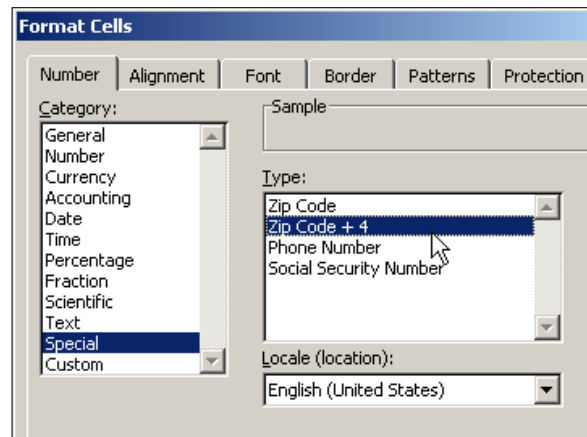 Format Cells
Number Alignment Font Border Patterns Protection
Category:
General
Number
Currency
Accounting
Date
Time
Percentage
Fraction
Scientific
Text
Special
Custom
Sample
Type:
Zip Code
Zip Code + 4
Phone Number
Social Security Number
Locale (location):
English (United States)